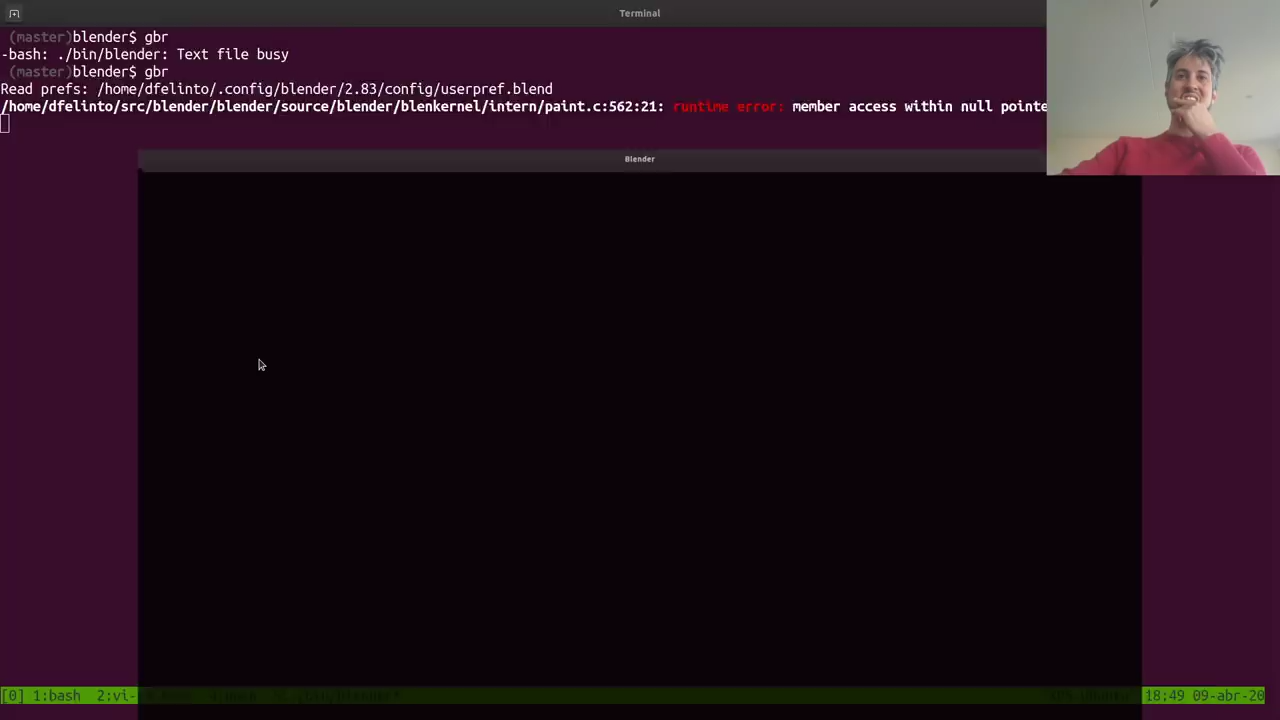 Terminal
(master)blender$ gbr
-bash: ./bin/blender: Text file busy
(master)blender$ gbr
Read prefs: /home/dfelinto/.config/blender/2.83/config/userpref.blend
/home/dfelinto/src/blender/blender/source/blender/blenkernel/intern/paint.c:562:21: runtime error: member access within null pointe
Blender
[0] 1:bash 2:vi- 18:49 09-abr-20